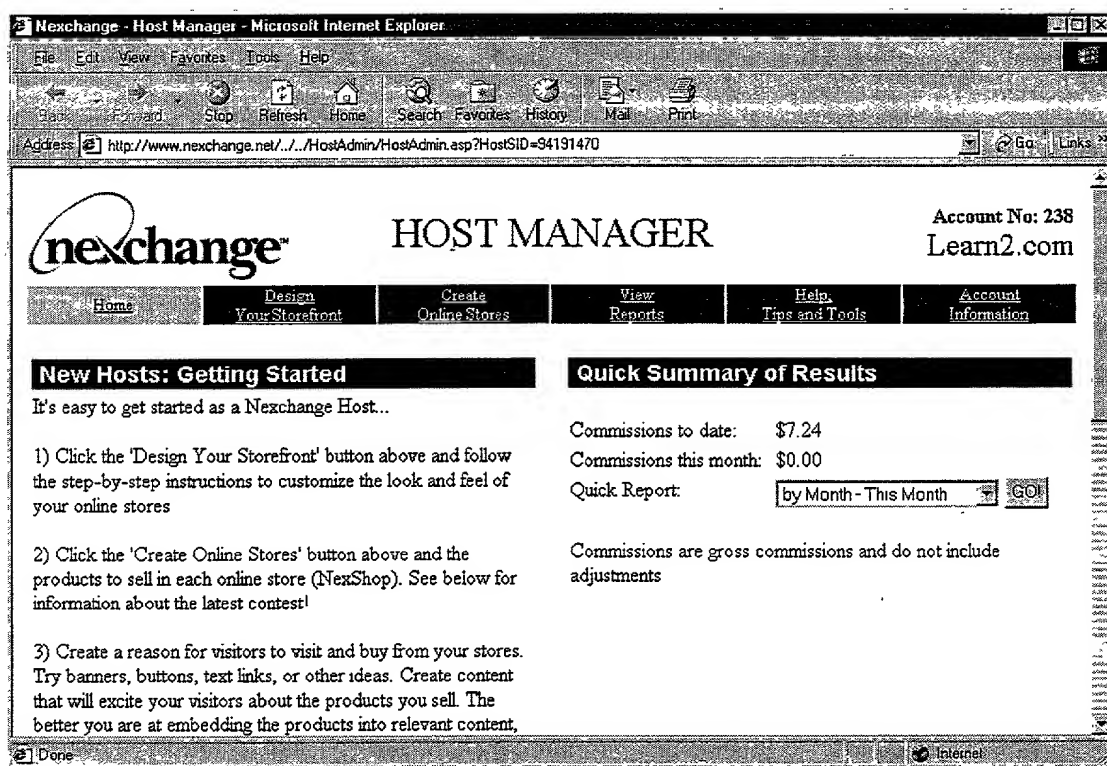 Nexchange - Host Manager - Microsoft Internet Explorer
File Edit View Favorites Tools Help
Back Forward Stop Refresh Home Search Favorites History Mail Print
Address http://www.nexchange.net/../../HostAdmin/HostAdmin.asp?HostSID=94191470 Go Links »
nexchange™
HOST MANAGER
Account No: 238
Learn2.com
Home
Design
Your Storefront
Create
Online Stores
View
Reports
Help,
Tips and Tools
Account
Information
New Hosts: Getting Started
It's easy to get started as a Nexchange Host...
1) Click the 'Design Your Storefront' button above and follow
the step-by-step instructions to customize the look and feel of
your online stores
2) Click the 'Create Online Stores' button above and the
products to sell in each online store (NexShop). See below for
information about the latest contest!
3) Create a reason for visitors to visit and buy from your stores.
Try banners, buttons, text links, or other ideas. Create content
that will excite your visitors about the products you sell. The
better you are at embedding the products into relevant content,
Quick Summary of Results
Commissions to date: $7.24
Commissions this month: $0.00
Quick Report: by Month - This Month GO!
Commissions are gross commissions and do not include
adjustments
Done Internet